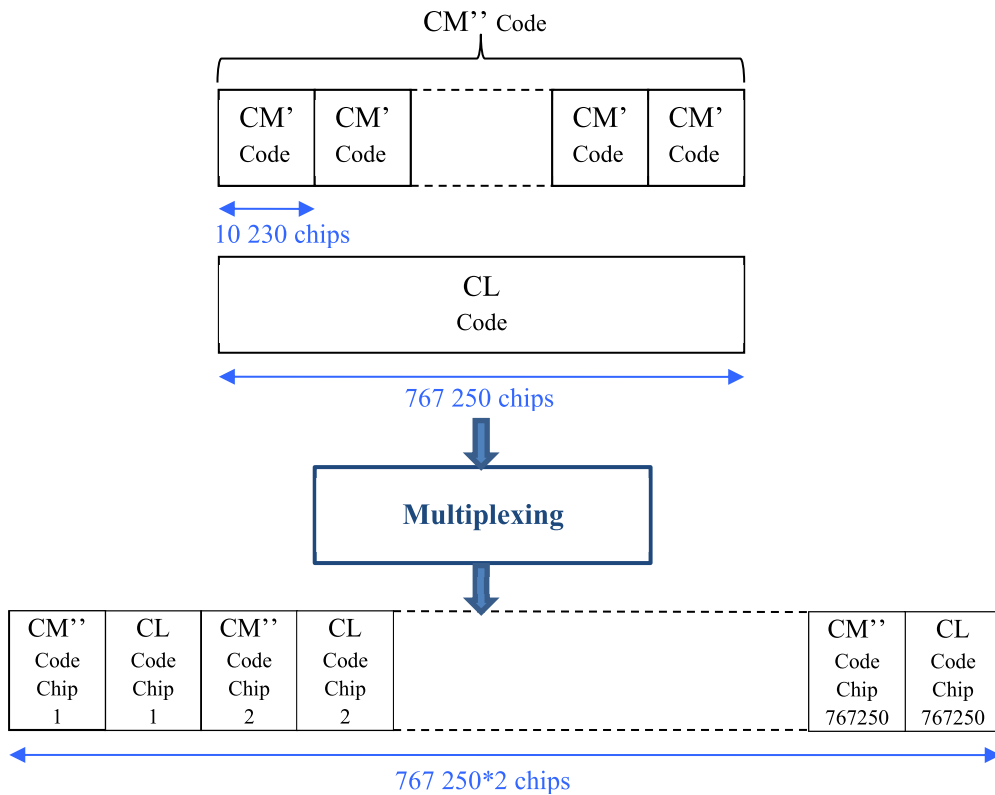 CM’’ Code
CM’ CM’ CM’ CM’
Code Code Code Code
10 230 chips
CL
Code
767 250 chips
Multiplexing
CM’’ CL CM’’ CL CM’’ CL
Code Code Code Code Code Code
Chip Chip Chip Chip Chip Chip
1 1 2 2 767250 767250
767 250*2 chips